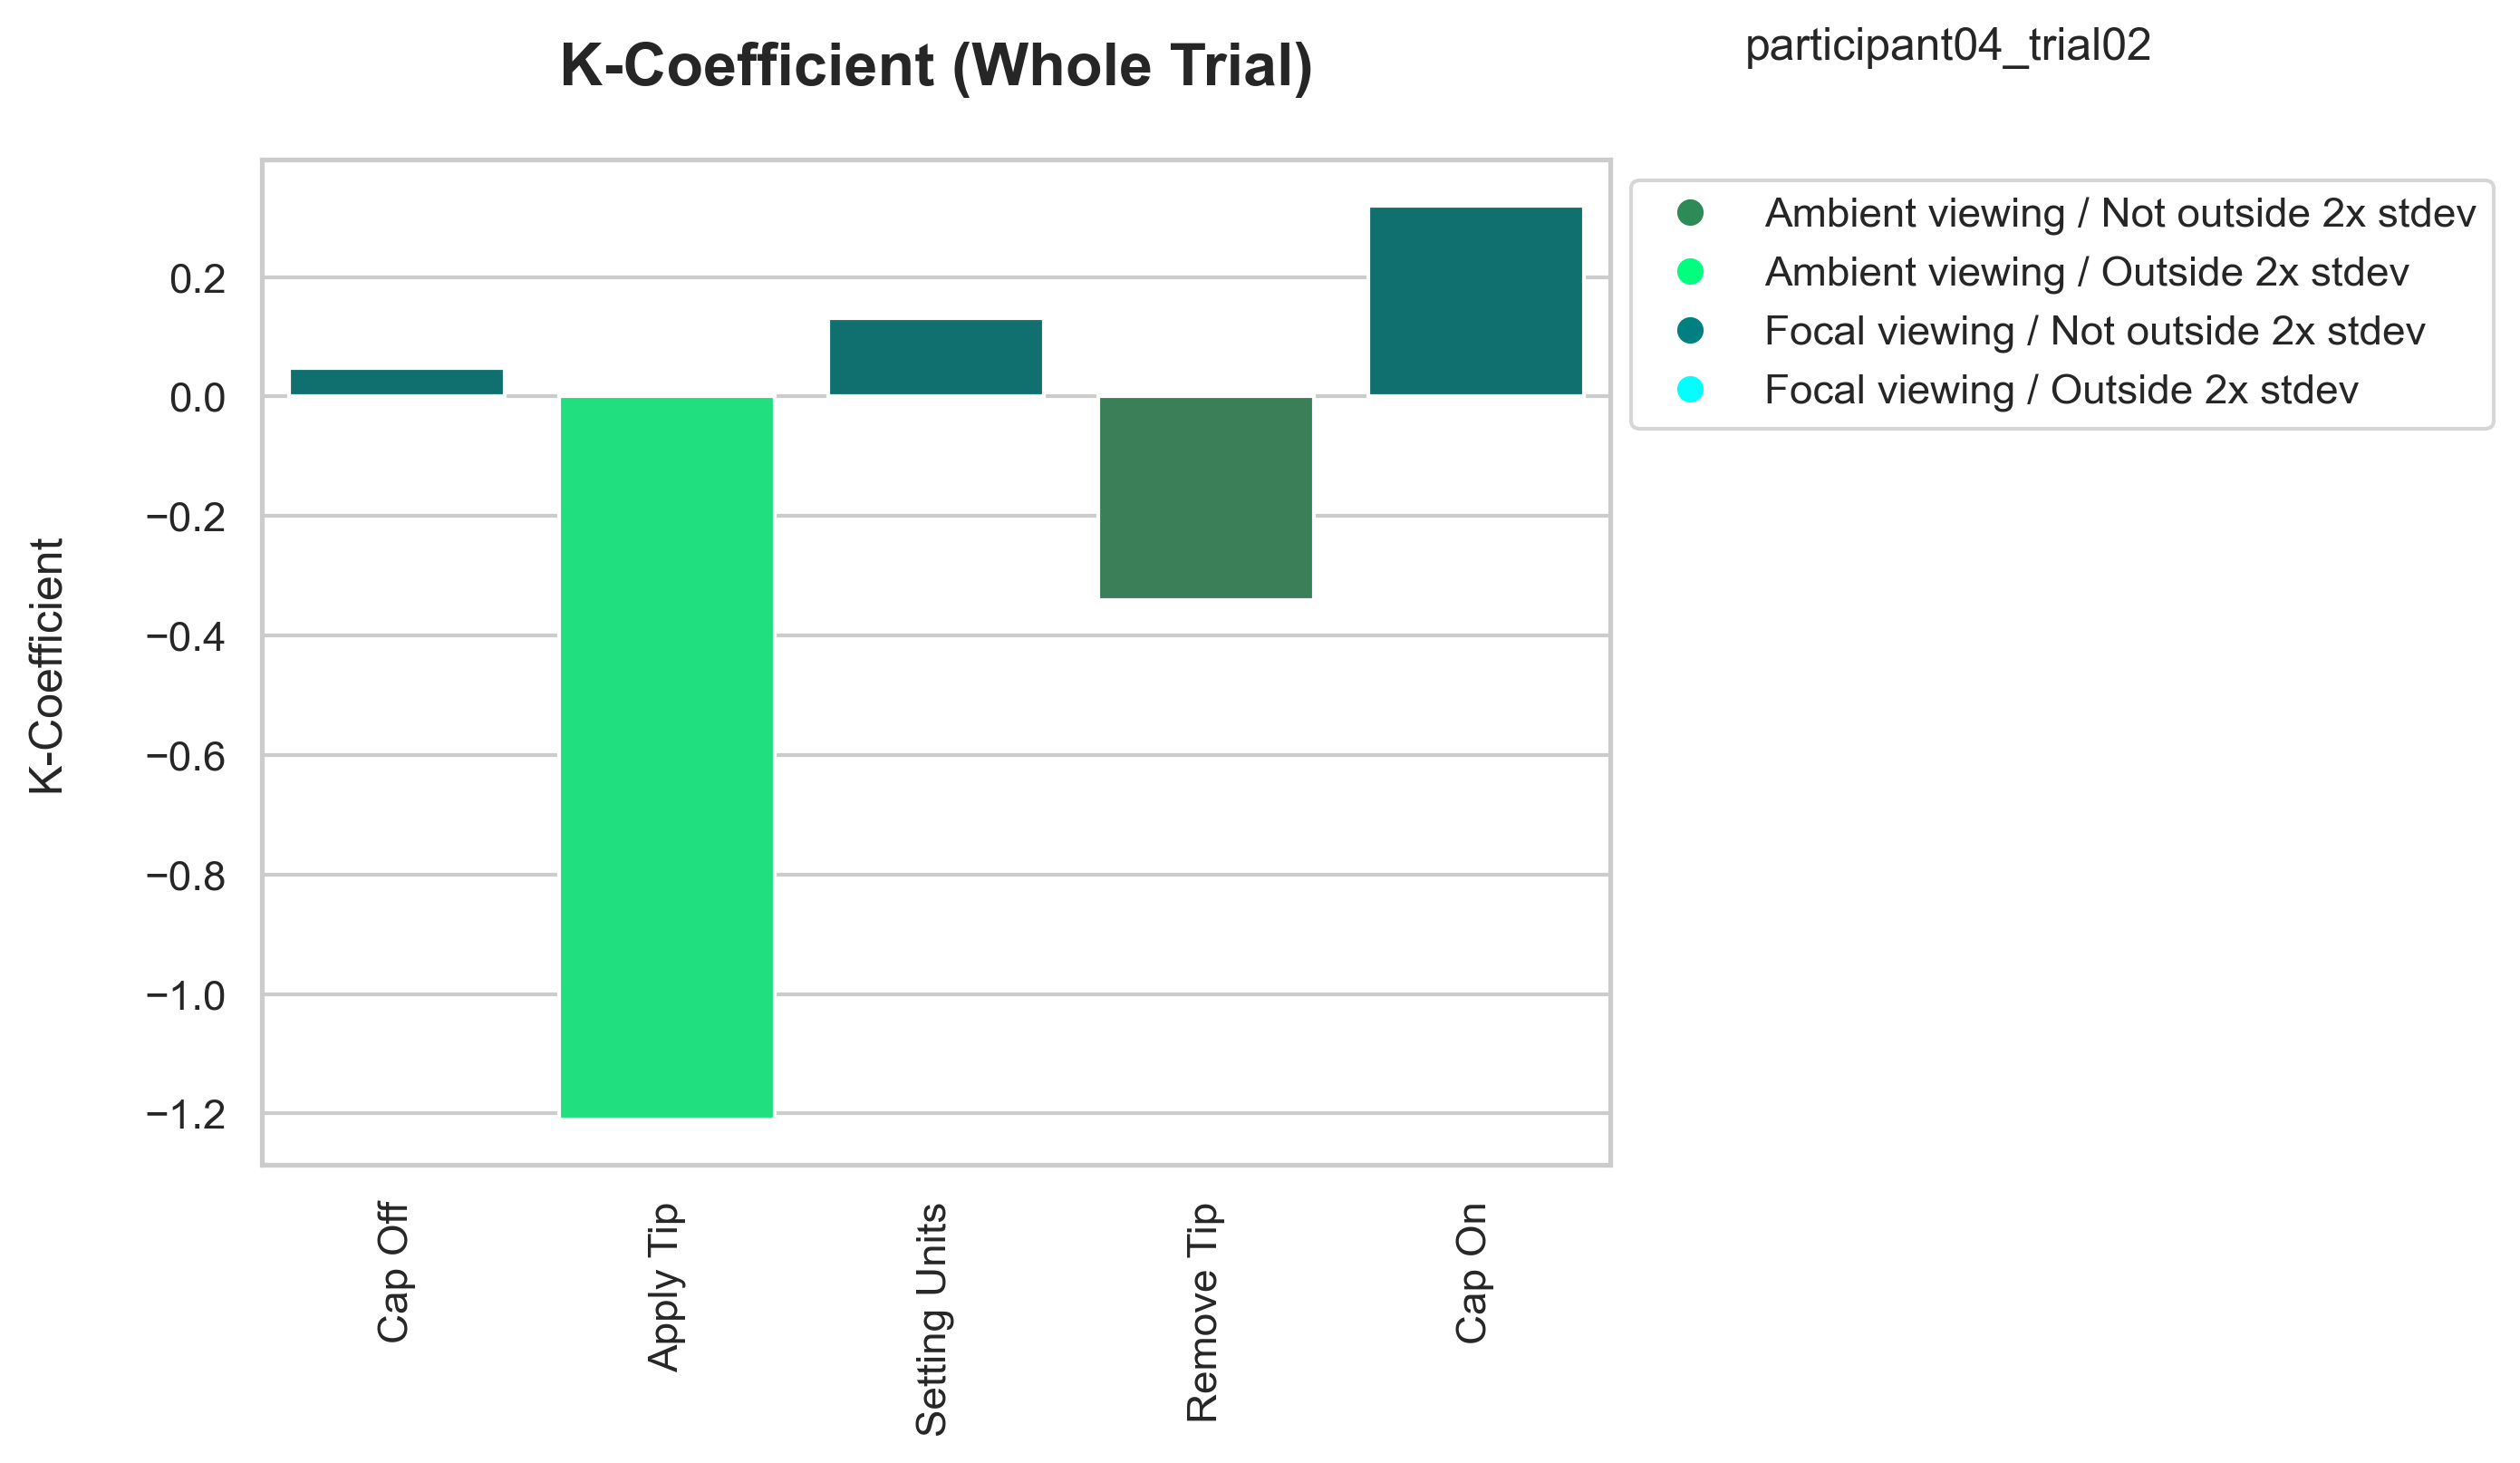 participant04_trial02
K-Coefficient (Whole Trial)
Ambient viewing / Not outside 2x stdev
Ambient viewing / Outside 2x stdev
Focal viewing / Not outside 2x stdev
Focal viewing / Outside 2x stdev
K-Coefficient
0.2
0.0
−0.2
−0.4
−0.6
−0.8
−1.0
−1.2
Cap Off
Apply Tip
Setting Units
Remove Tip
Cap On